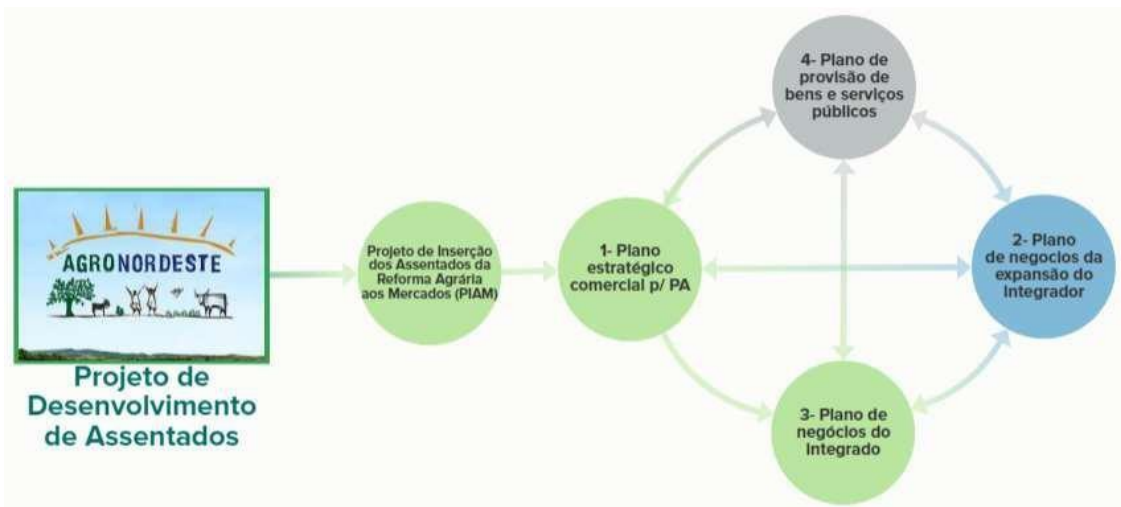 AGRONORDESTE
Projeto de
Desenvolvimento
de Assentados
Projeto de Inserção
dos Assentados da
Reforma Agrária
aos Mercados (PIAM)
1- Plano
estratégico
comercial p/ PA
4- Plano de
provisão de
bens e serviços
públicos
2- Plano
de negocios da
expansão do
Integrador
3- Plano de
negócios do
Integrado